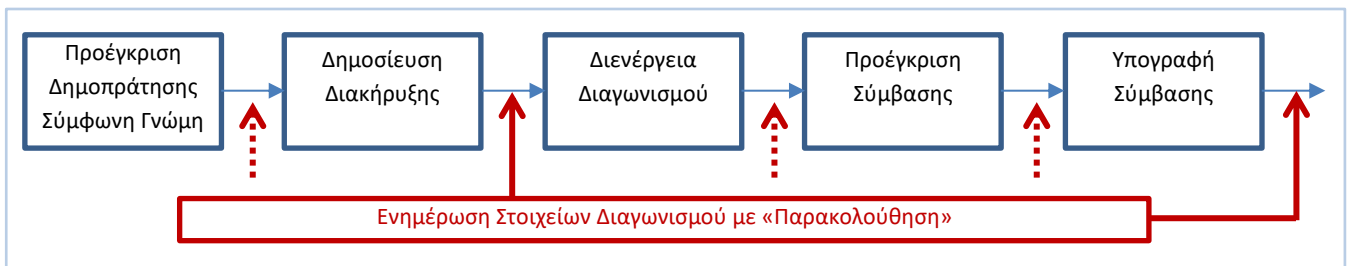 Προέγκριση
Δημοπράτησης
Σύμφωνη Γνώμη
Δημοσίευση
Διακήρυξης
Διενέργεια
Διαγωνισμού
Προέγκριση
Σύμβασης
Υπογραφή
Σύμβασης
Ενημέρωση Στοιχείων Διαγωνισμού με «Παρακολούθηση»